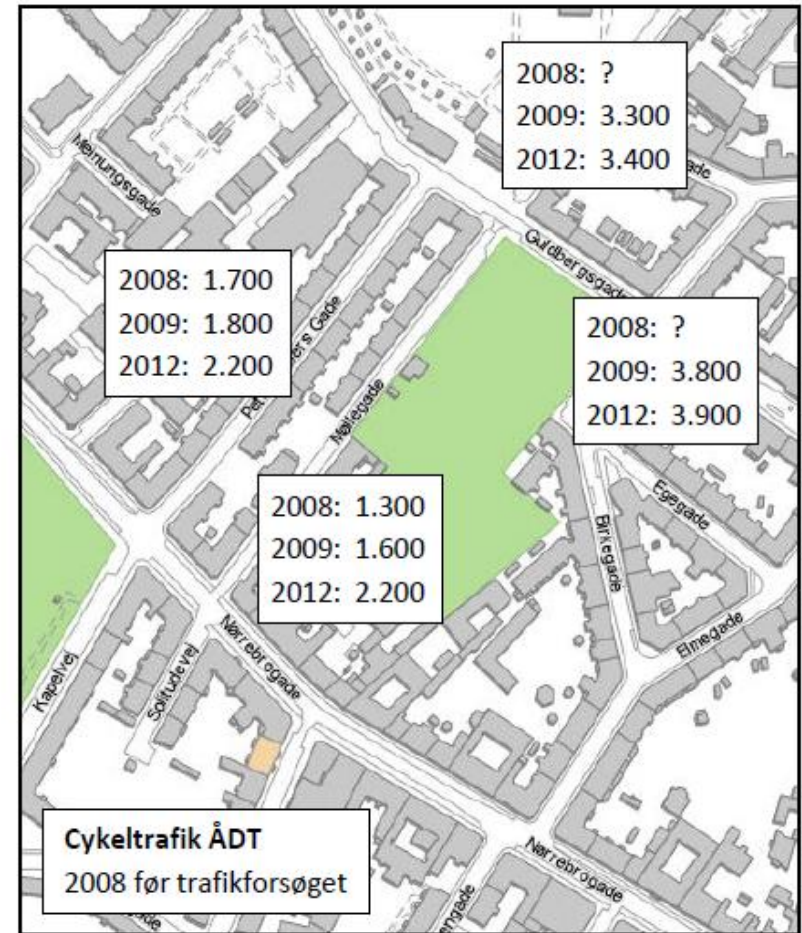 2008: ?
2009: 3.300
2012: 3.400
Meinungsgade
Guldbergsgade
2008: 1.700
2009: 1.800
2012: 2.200
2008: ?
2009: 3.800
2012: 3.900
Møllegade
2008: 1.300
2009: 1.600
2012: 2.200
Egegade
Birkegade
Elmegade
Nørrebrogade
Kapelvej
Solitudevej
Cykeltrafik ÅDT
2008 før trafikforsøget
Nørrebrogade